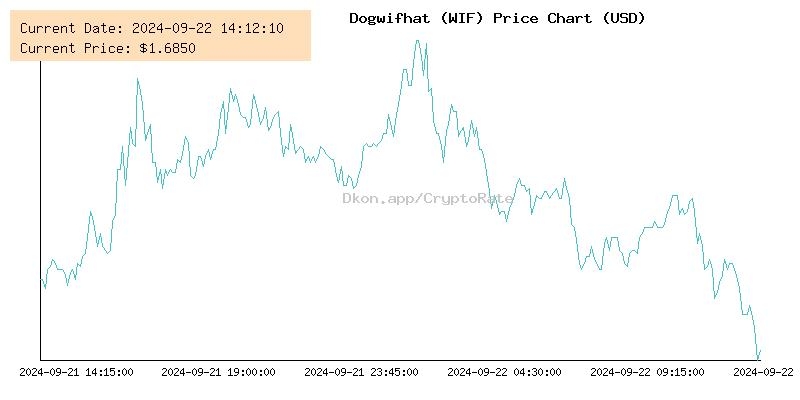 Dogwifhat (WIF) Price Chart (USD)
Current Date: 2024-09-22 14:12:10
Current Price: $1.6850
Dkon.app/CryptoRate
2024-09-21 14:15:00 2024-09-21 19:00:00 2024-09-21 23:45:00 2024-09-22 04:30:00 2024-09-22 09:15:00 2024-09-22